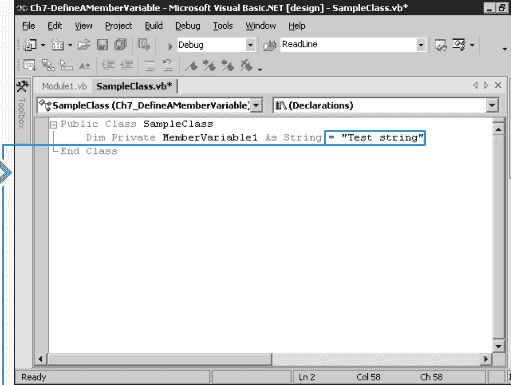 Ch7-DefineAMemberVariable - Microsoft Visual Basic.NET [design] - SampleClass.vb*
File Edit View Project Build Debug Tools Window Help
Debug ReadLine
Module1.vb SampleClass.vb*
SampleClass (Ch7_DefineAMemberVariable) (Declarations)
Toolbox
Public Class SampleClass
Dim Private MemberVariable1 As String = "Test string"
End Class
Ready Ln 2 Col 58 Ch 58